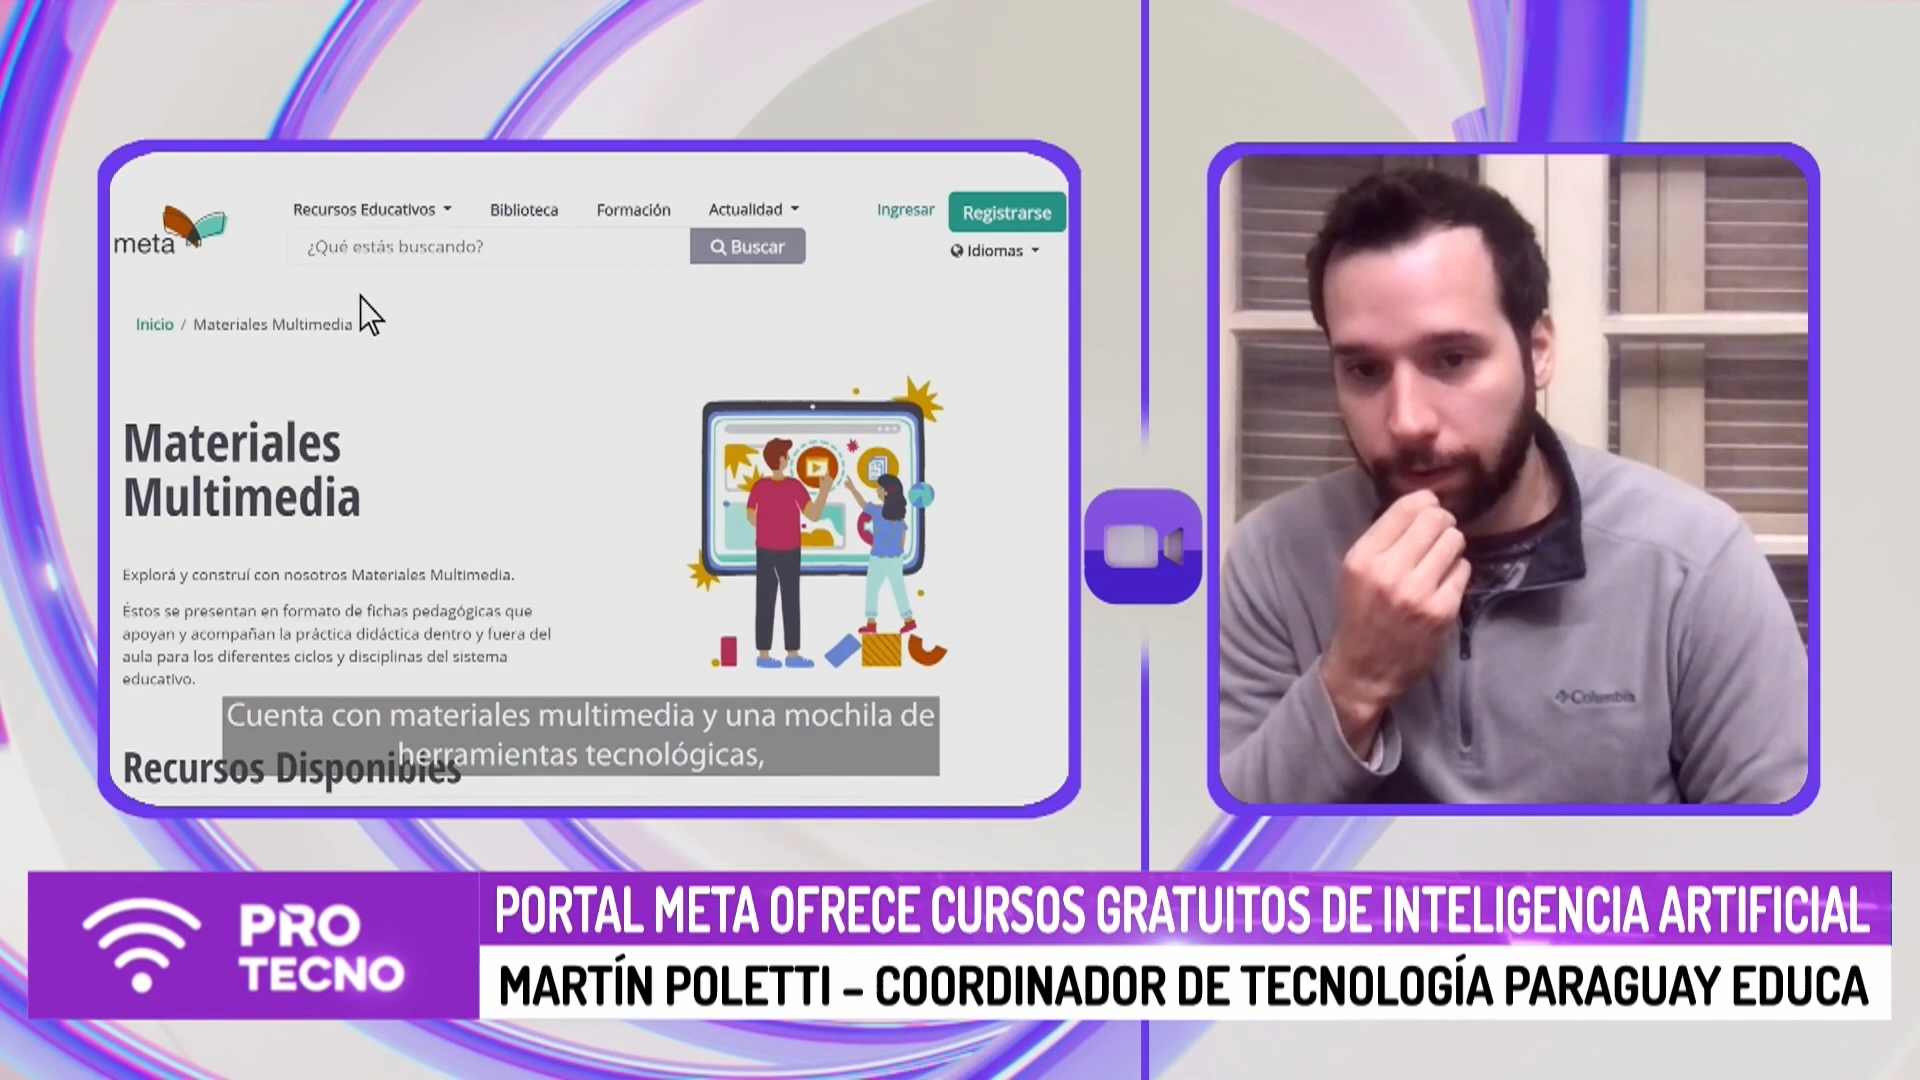 Recursos Educativos
Biblioteca
Formación
Actualidad
Ingresar
Registrarse
meta
¿Qué estás buscando?
Buscar
Idiomas
Inicio / Materiales Multimedia
Materiales
Multimedia
Explorá y construí con nosotros Materiales Multimedia.
Éstos se presentan en formato de fichas pedagógicas que
apoyan y acompañan la práctica didáctica dentro y fuera del
aula para los diferentes ciclos y disciplinas del sistema
educativo.
Cuenta con materiales multimedia y una mochila de
herramientas tecnológicas,
Recursos Disponibles
Columbia
PRO
TECNO
PORTAL META OFRECE CURSOS GRATUITOS DE INTELIGENCIA ARTIFICIAL
MARTÍN POLETTI – COORDINADOR DE TECNOLOGÍA PARAGUAY EDUCA